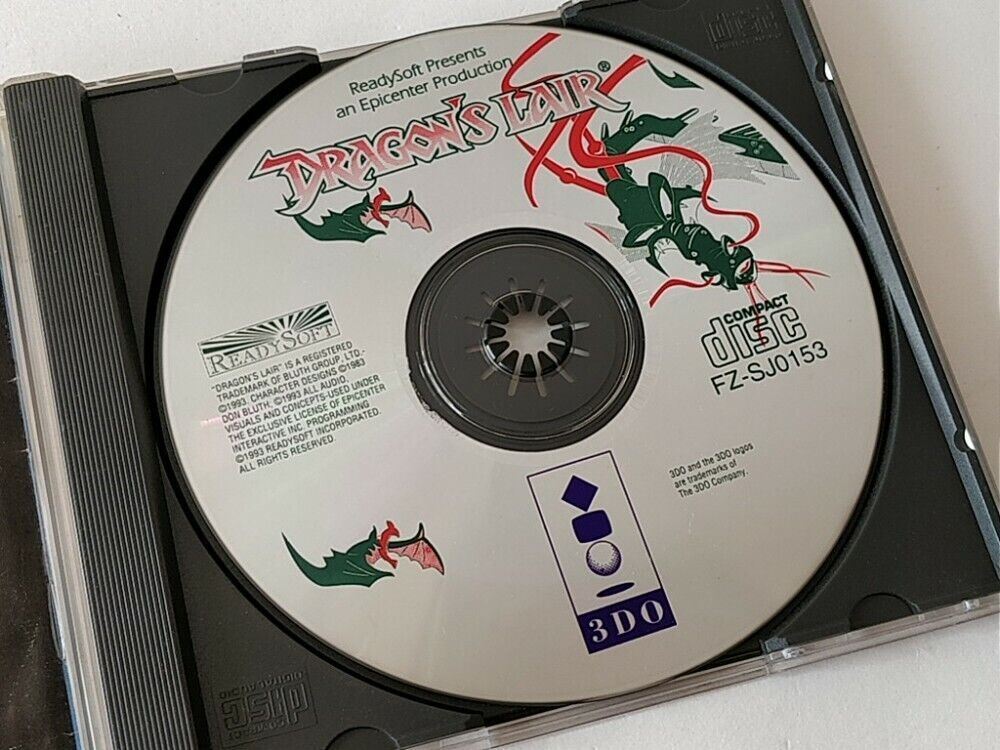 ReadySoft Presents
an Epicenter Production
DRAGON'S LAIR®
READYSOFT
"DRAGON'S LAIR" IS A REGISTERED
TRADEMARK OF BLUTH GROUP, LTD.
©1993. CHARACTER DESIGNS ©1983
DON BLUTH. ©1993 ALL AUDIO,
VISUALS AND CONCEPTS-USED UNDER
THE EXCLUSIVE LICENSE OF EPICENTER
INTERACTIVE INC. PROGRAMMING
©1993 READYSOFT INCORPORATED.
ALL RIGHTS RESERVED.
COMPACT
disc
FZ-SJ0153
3DO and the 3DO logos
are trademarks of
The 3DO Company.
3DO